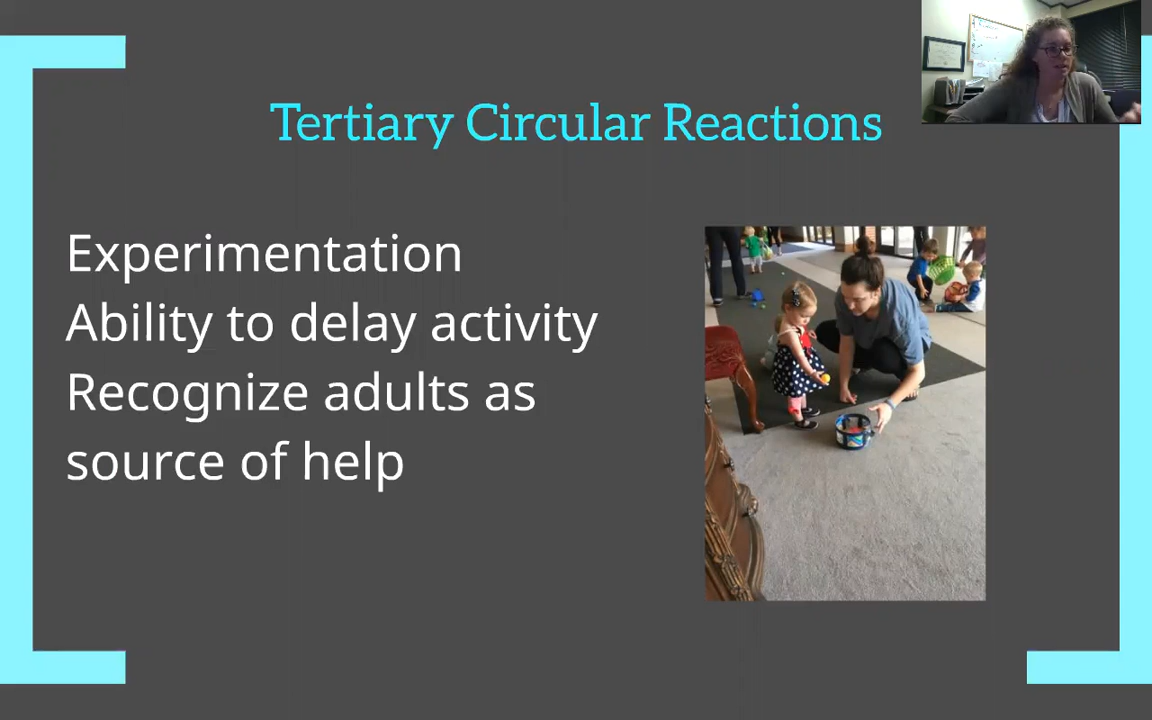 Tertiary Circular Reactions
Experimentation
Ability to delay activity
Recognize adults as
source of help